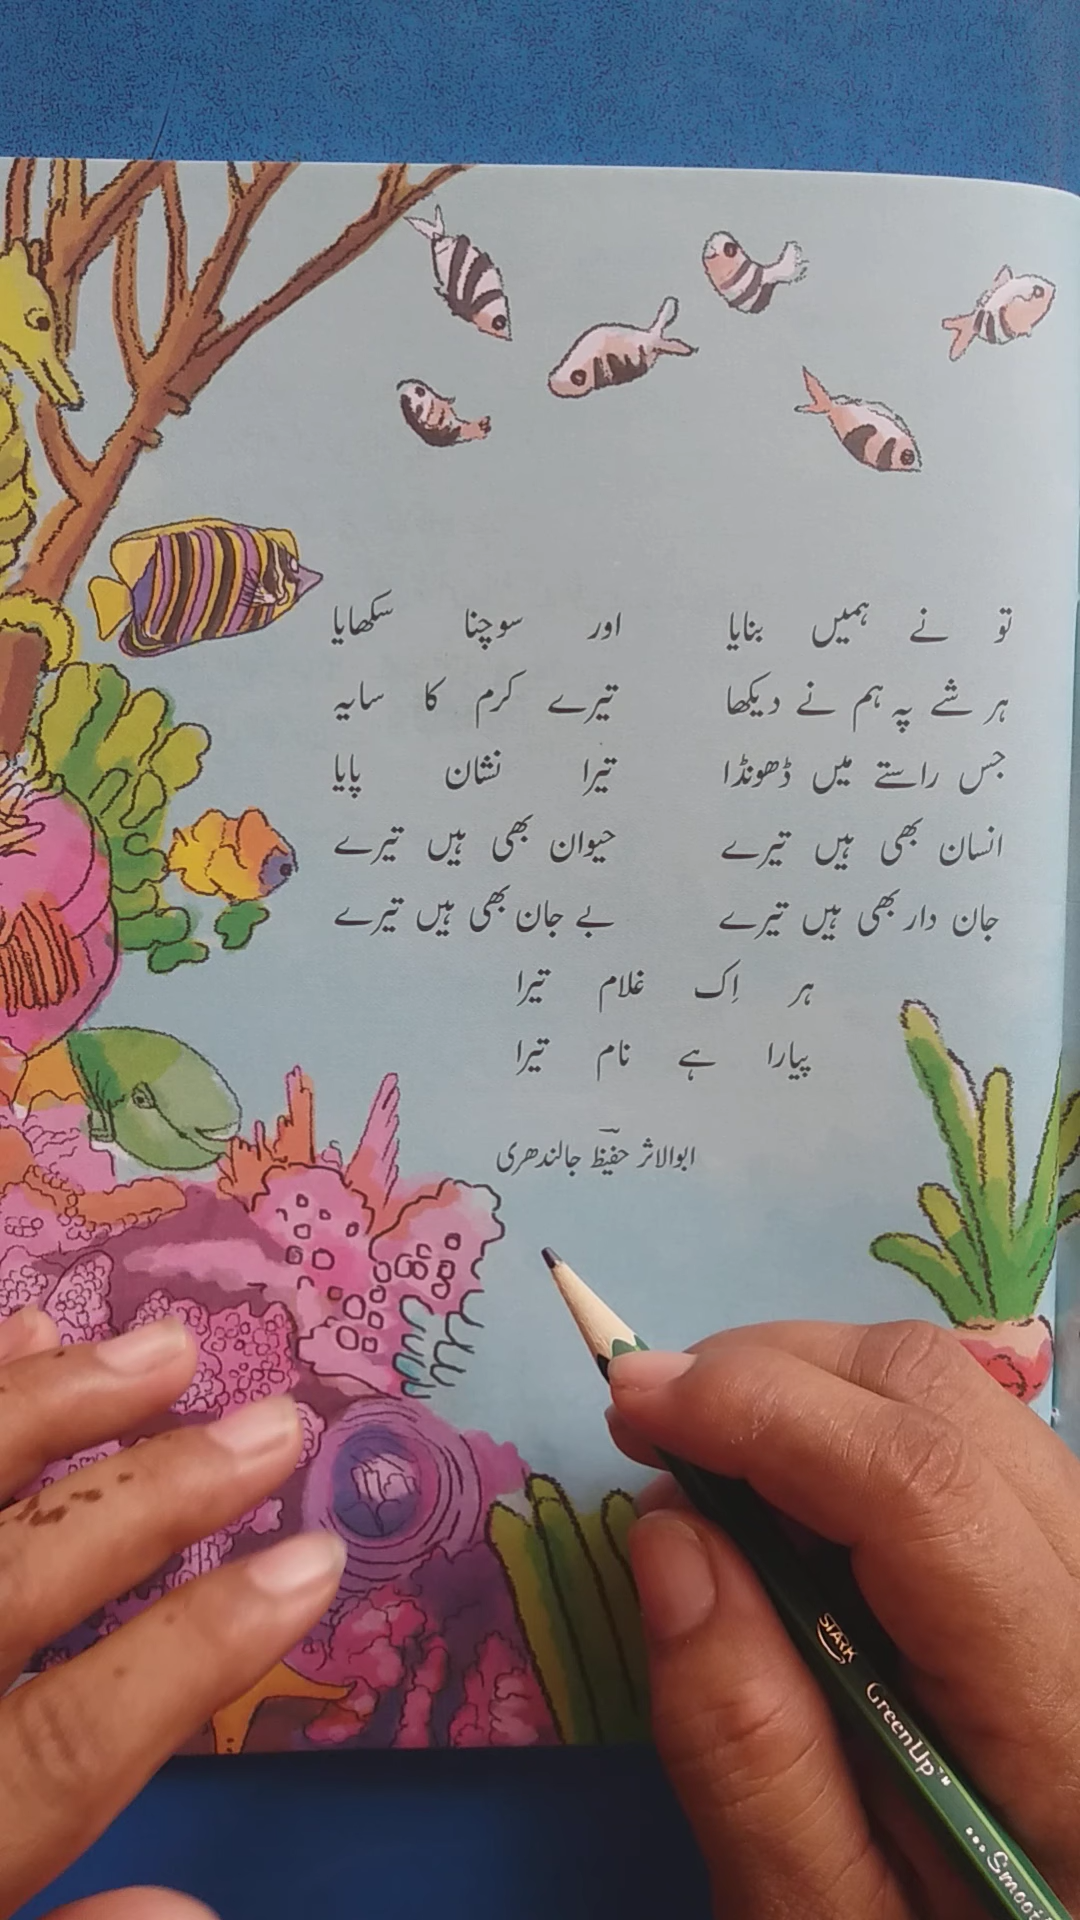 تو نے ہمیں بنایا اور سوچنا سکھایا
ہر شے پہ ہم نے دیکھا تیرے کرم کا سایہ
جس راستے میں ڈھونڈا تیرا نشان پایا
انسان بھی ہیں تیرے حیوان بھی ہیں تیرے
جان دار بھی ہیں تیرے بے جان بھی ہیں تیرے
ہر اِک غلام تیرا
پیارا ہے نام تیرا
ابوالاثر حفیظؔ جالندھری
STARK
GreenUp™
...Smoot